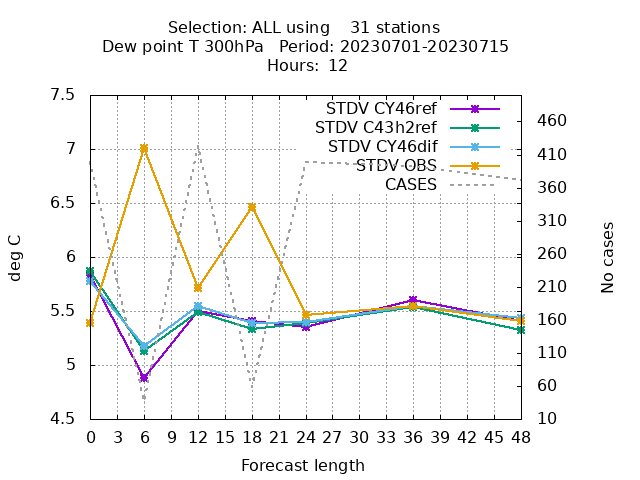 Selection: ALL using    31 stations
Dew point T 300hPa   Period: 20230701-20230715
Hours:  12
STDV CY46ref
STDV C43h2ref
STDV CY46dif
STDV OBS
CASES
7.5
7
6.5
6
5.5
5
4.5
deg C
460
410
360
310
260
210
160
110
60
10
No cases
0 3 6 9 12 15 18 21 24 27 30 33 36 39 42 45 48
Forecast length